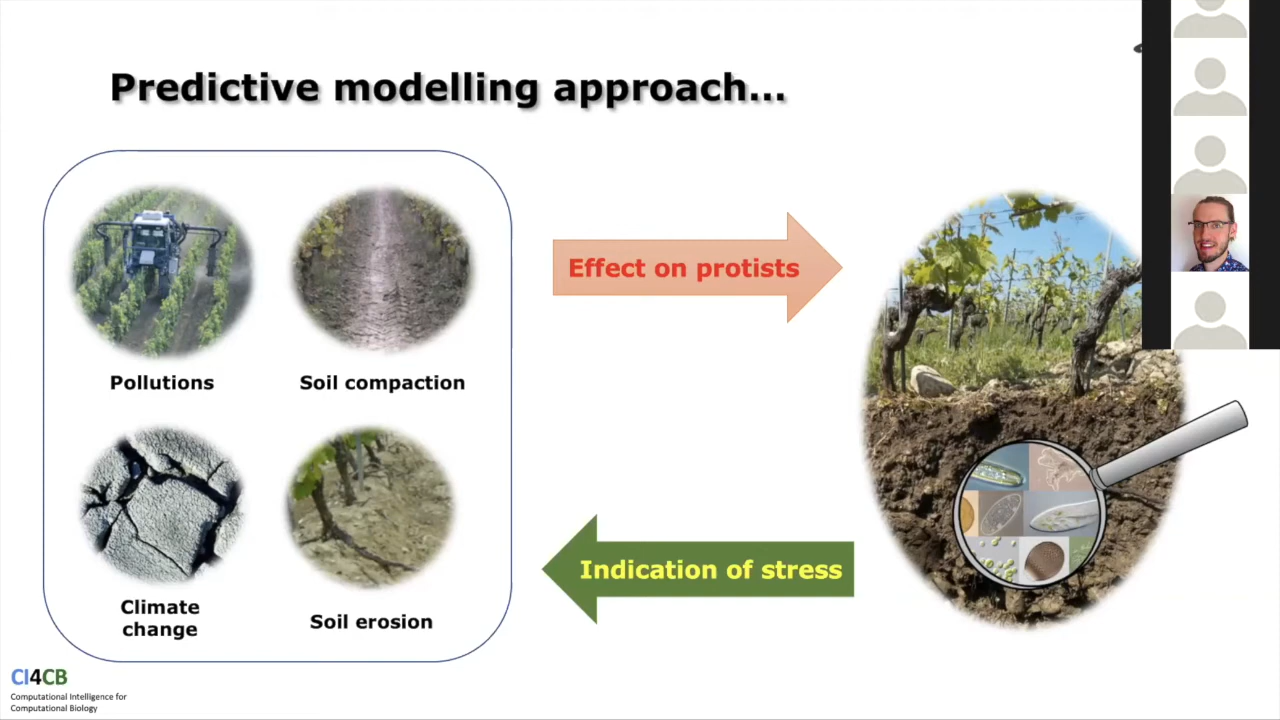 Predictive modelling approach...
Pollutions
Soil compaction
Effect on protists
Climate
change
Soil erosion
Indication of stress
CI4CB
Computational Intelligence for
Computational Biology